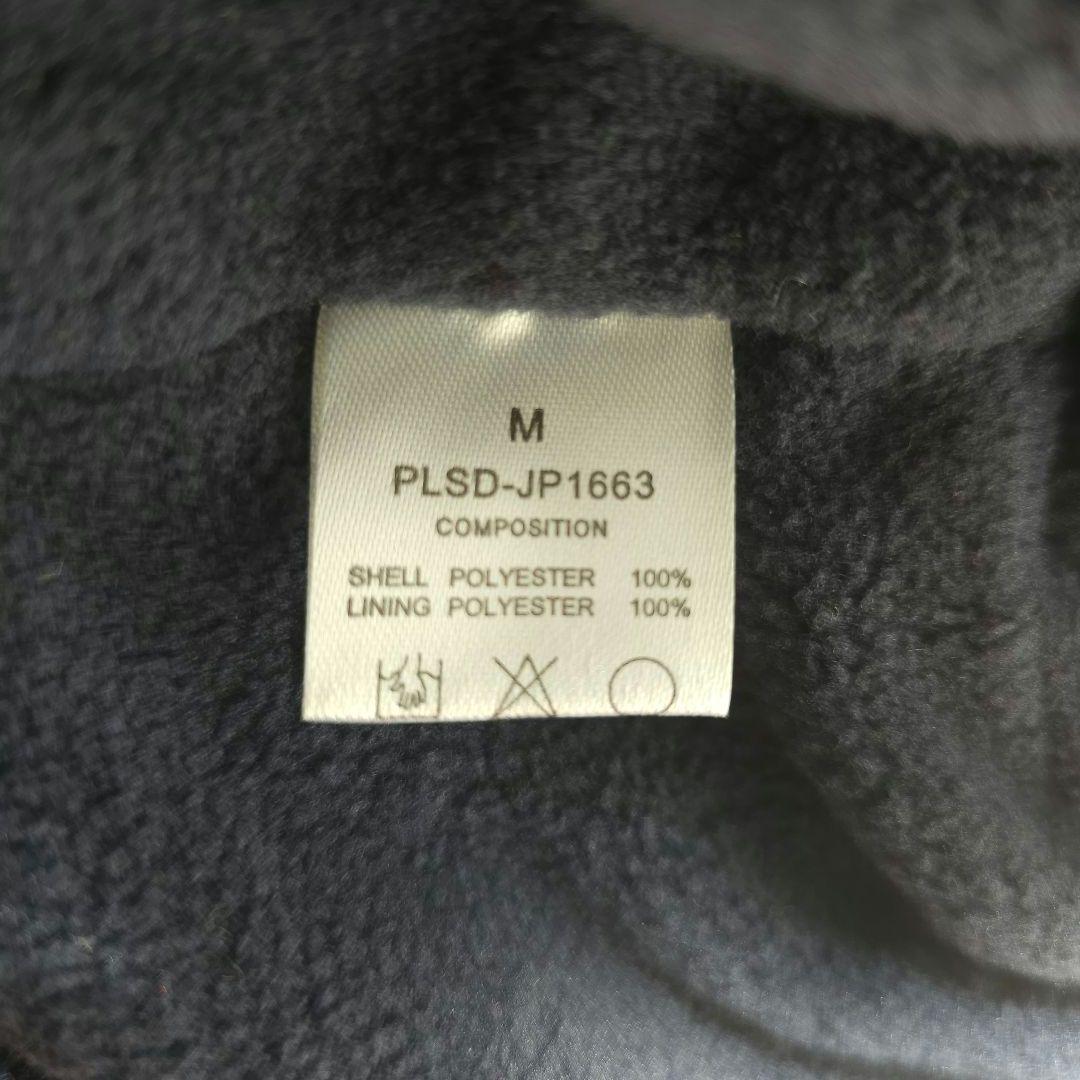 M
PLSD-JP1663
COMPOSITION
SHELL POLYESTER 100%
LINING POLYESTER 100%